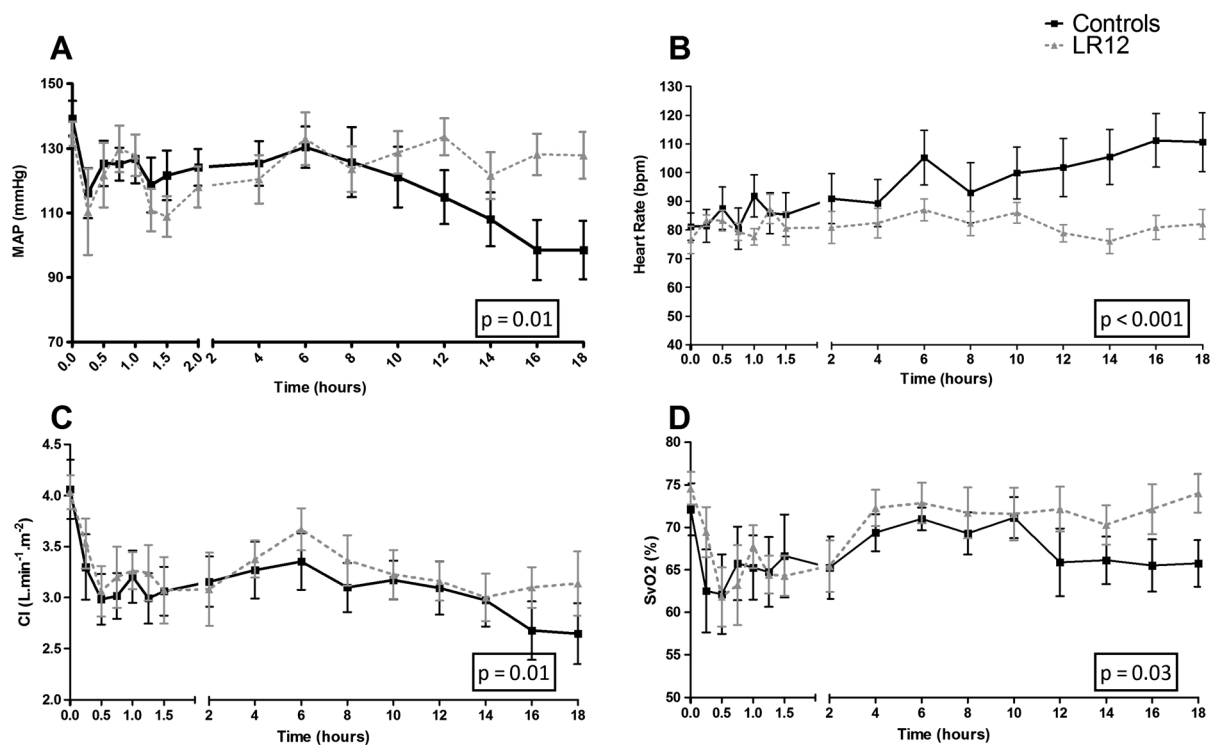 Controls
LR12
A
150
130
110
90
70
MAP (mmHg)
0.0 0.5 1.0 1.5 2.0 2 4 6 8 10 12 14 16 18
Time (hours)
p = 0.01
B
130
120
110
100
90
80
70
60
50
40
Heart Rate (bpm)
0.0 0.5 1.0 1.5 2 4 6 8 10 12 14 16 18
Time (hours)
p < 0.001
C
4.5
4.0
3.5
3.0
2.5
2.0
CI (L.min⁻¹.m⁻²)
0.0 0.5 1.0 1.5 2 4 6 8 10 12 14 16 18
Time (hours)
p = 0.01
D
80
75
70
65
60
55
50
SvO2 (%)
0.0 0.5 1.0 1.5 2 4 6 8 10 12 14 16 18
Time (hours)
p = 0.03